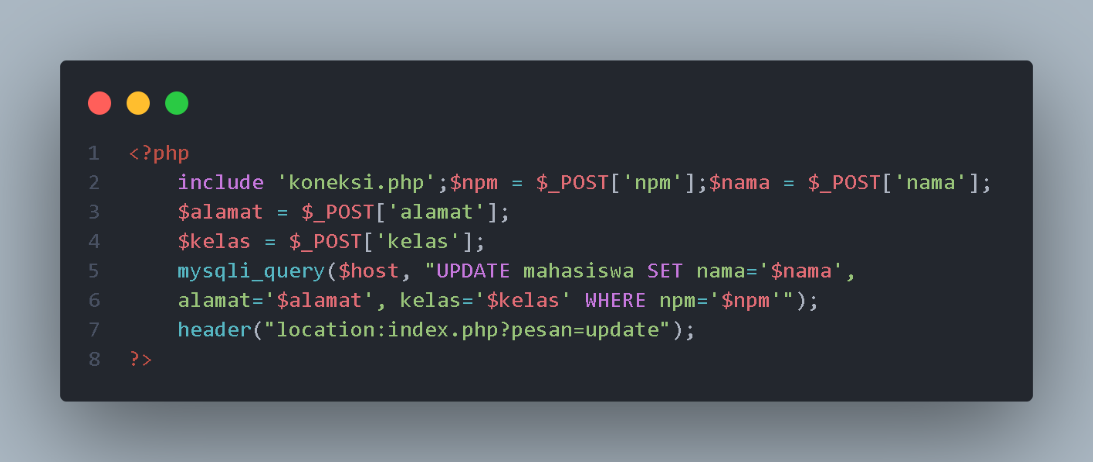 1 <?php
2     include 'koneksi.php';$npm = $_POST['npm'];$nama = $_POST['nama'];
3     $alamat = $_POST['alamat'];
4     $kelas = $_POST['kelas'];
5     mysqli_query($host, "UPDATE mahasiswa SET nama='$nama',
6     alamat='$alamat', kelas='$kelas' WHERE npm='$npm'");
7     header("location:index.php?pesan=update");
8 ?>